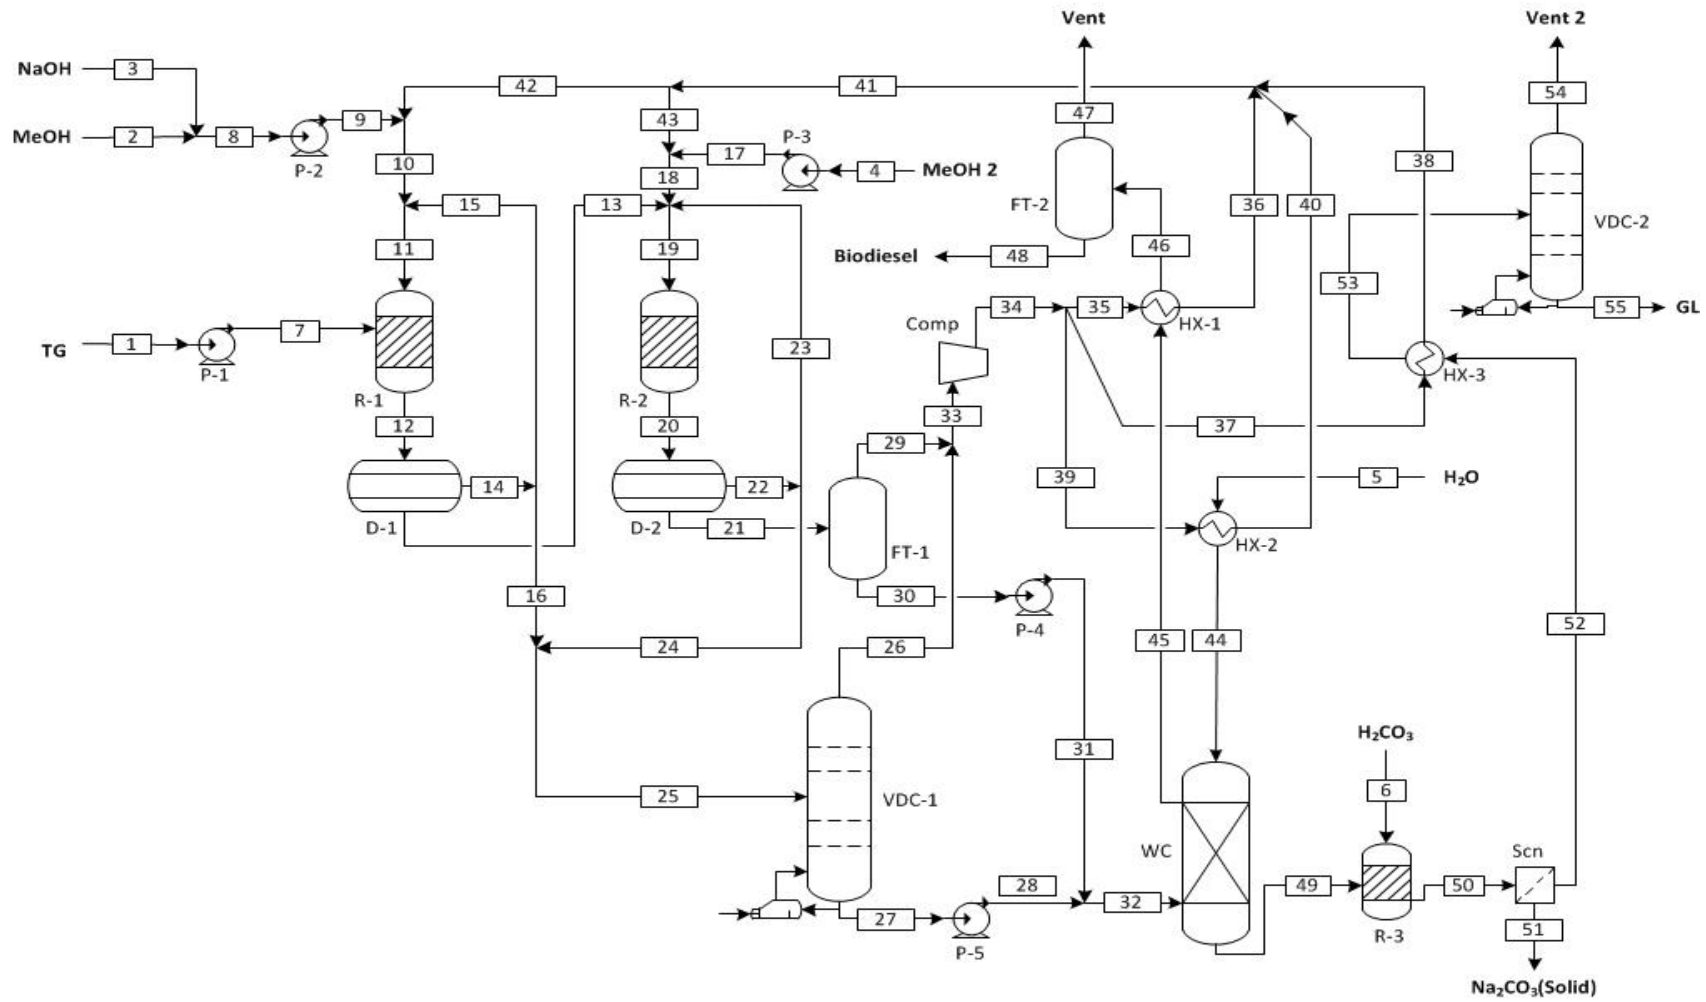 Vent
Vent 2
NaOH
3
42
41
54
2
MeOH
8
9
P-2
43
47
P-3
17
4
MeOH 2
10
18
38
15
13
FT-2
36
40
VDC-2
11
19
46
Biodiesel
48
53
34
35
55
GL
Comp
HX-1
TG
1
7
P-1
23
HX-3
R-1
R-2
33
12
20
29
37
39
5
H₂O
14
22
D-1
D-2
21
FT-1
HX-2
16
30
P-4
24
26
45
44
52
31
H₂CO₃
25
VDC-1
6
WC
Scn
28
49
50
32
27
51
R-3
P-5
Na₂CO₃(Solid)